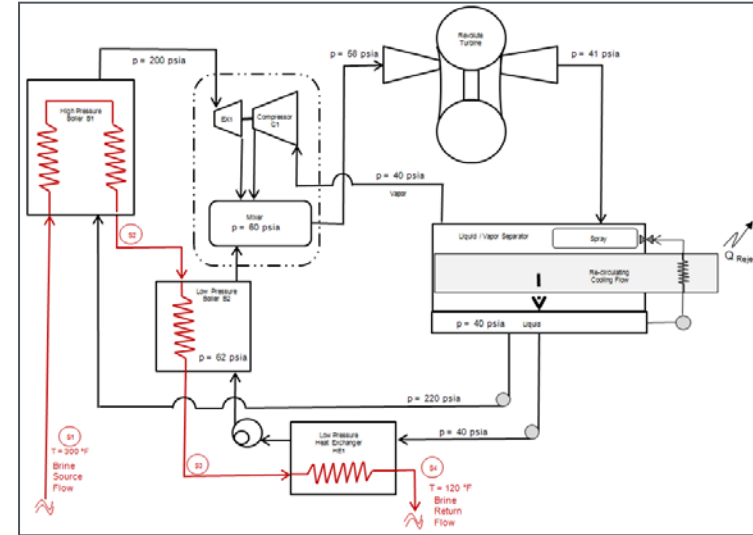 p = 200 psia
High Pressure
Boiler B1
EX1
Compressor
C1
Mixer
p = 60 psia
p = 58 psia
Revolute
Turbine
p = 41 psia
p = 40 psia
Vapor
Liquid / Vapor Separator
Spray
Re-circulating
Cooling Flow
Q Reje
p = 40 psia
Liquid
S2
Low Pressure
Boiler B2
p = 62 psia
p = 220 psia
p = 40 psia
S1
T = 300 °F
Brine
Source
Flow
S3
Low Pressure
Heat Exchanger
HE1
S4
T = 120 °F
Brine
Return
Flow